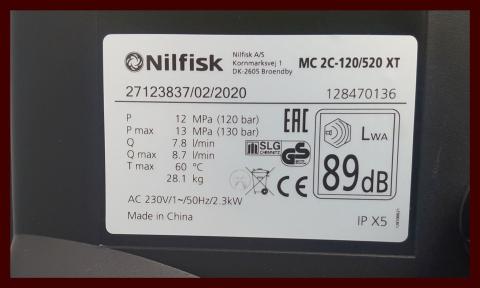 Nilfisk
Nilfisk A/S
Kornmarksvej 1
DK-2605 Broendby
MC 2C-120/520 XT
27123837/02/2020
128470136
P 12 MPa (120 bar)
P max 13 MPa (130 bar)
Q 7.8 l/min
Q max 8.7 l/min
T max 60 °C
28.1 kg
EAC
SLG
GS
CE
LWA
89dB
AC 230V/1~/50Hz/2.3kW
Made in China
IP X5